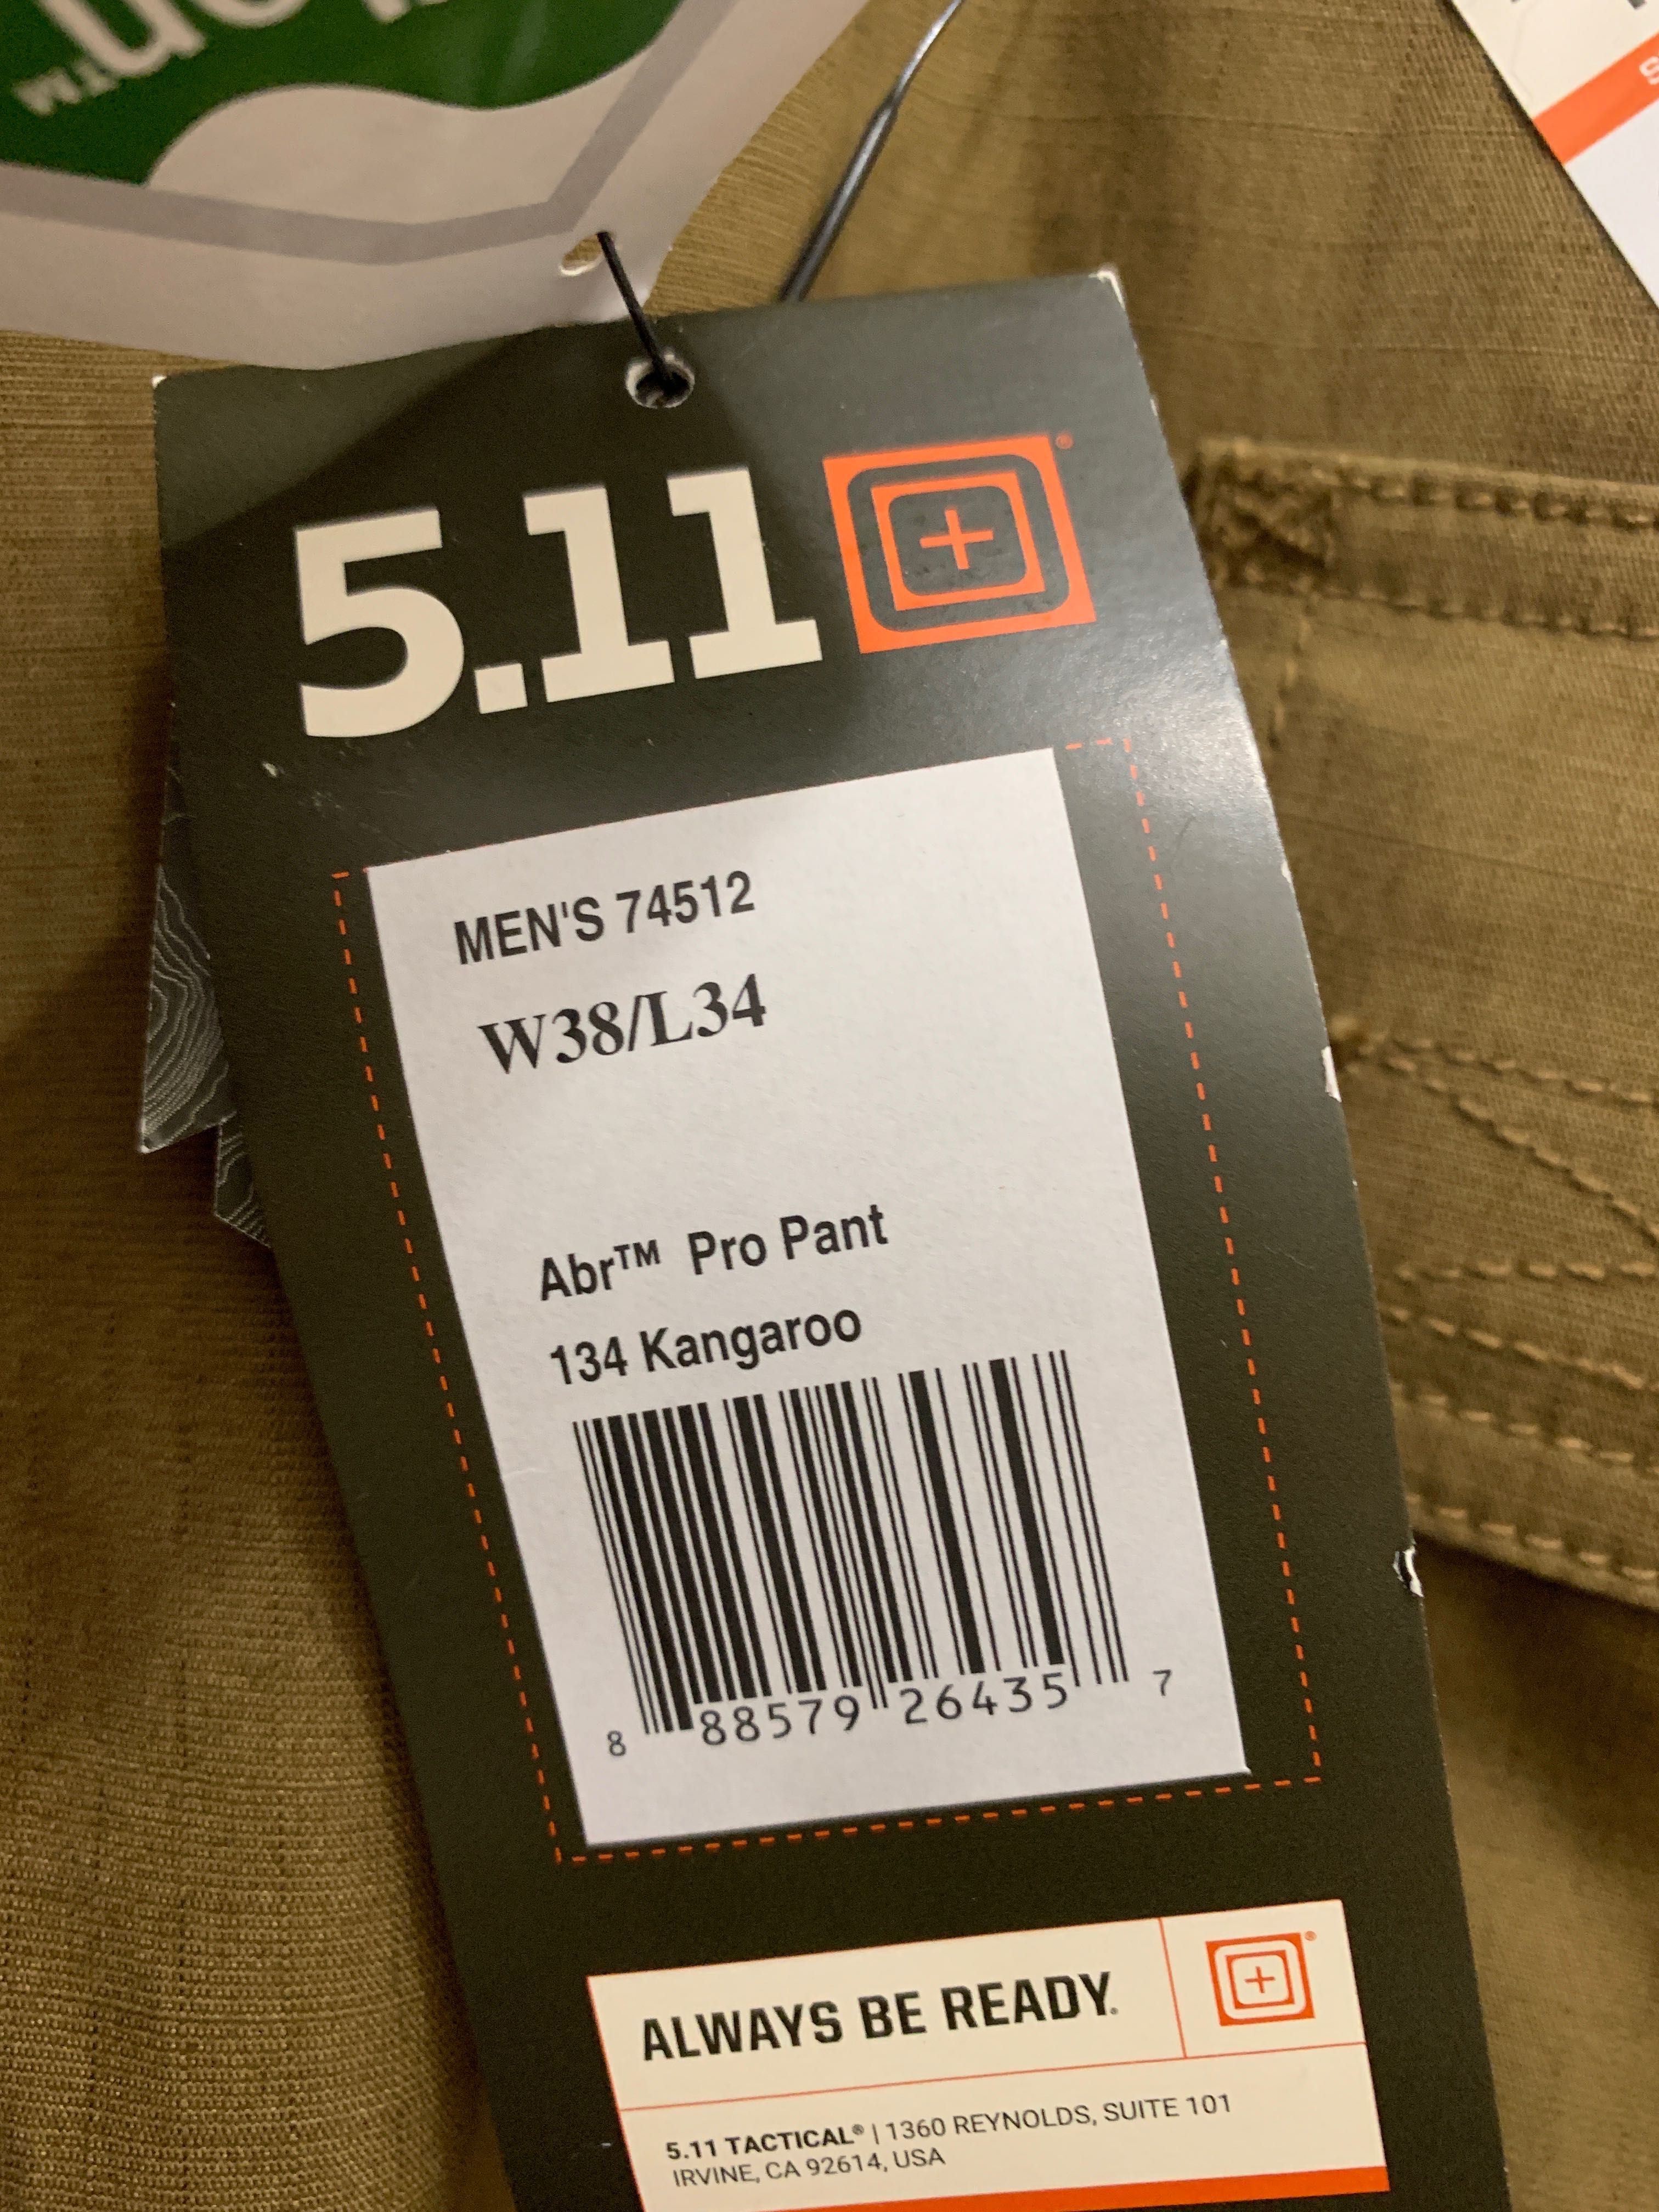 5.11
MEN'S 74512
W38/L34
Abr™ Pro Pant
134 Kangaroo
8 88579 26435 7
ALWAYS BE READY.
5.11 TACTICAL® | 1360 REYNOLDS, SUITE 101
IRVINE, CA 92614, USA